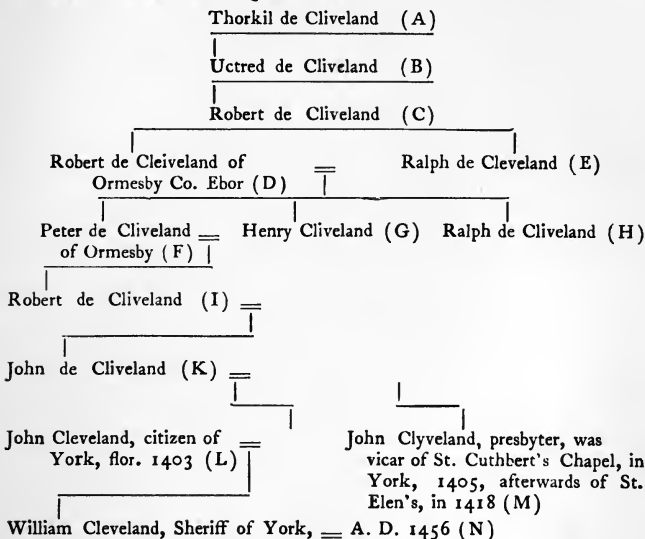 Thorkil de Cliveland (A)
Uctred de Cliveland (B)
Robert de Cliveland (C)
Robert de Cleiveland of
Ormesby Co. Ebor (D)
Ralph de Cleveland (E)
Peter de Cliveland
of Ormesby (F)
Henry Cliveland (G)
Ralph de Cliveland (H)
Robert de Cliveland (I)
John de Cliveland (K)
John Cleveland, citizen of
York, flor. 1403 (L)
John Clyveland, presbyter, was
vicar of St. Cuthbert's Chapel, in
York, 1405, afterwards of St.
Elen's, in 1418 (M)
William Cleveland, Sheriff of York, = A. D. 1456 (N)